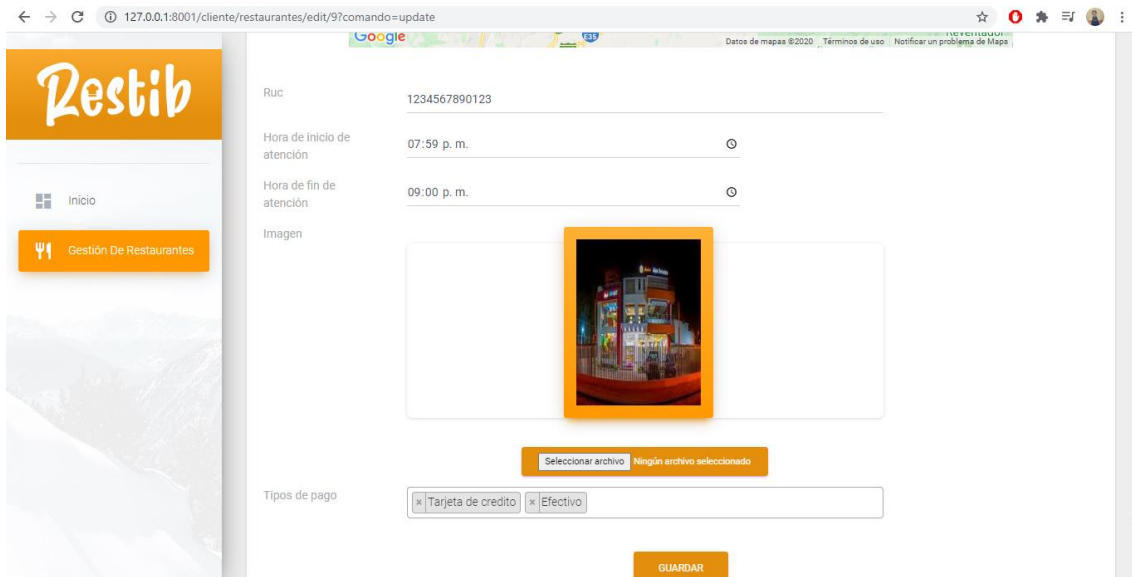 127.0.0.1:8001/cliente/restaurantes/edit/9?comando=update
Google
E35
Reventador
Datos de mapas ©2020 Términos de uso Notificar un problema de Maps
Restib
Inicio
Gestión De Restaurantes
Ruc
1234567890123
Hora de inicio de
atención
07:59 p. m.
Hora de fin de
atención
09:00 p. m.
Imagen
Seleccionar archivo Ningún archivo seleccionado
Tipos de pago
× Tarjeta de credito × Efectivo
GUARDAR